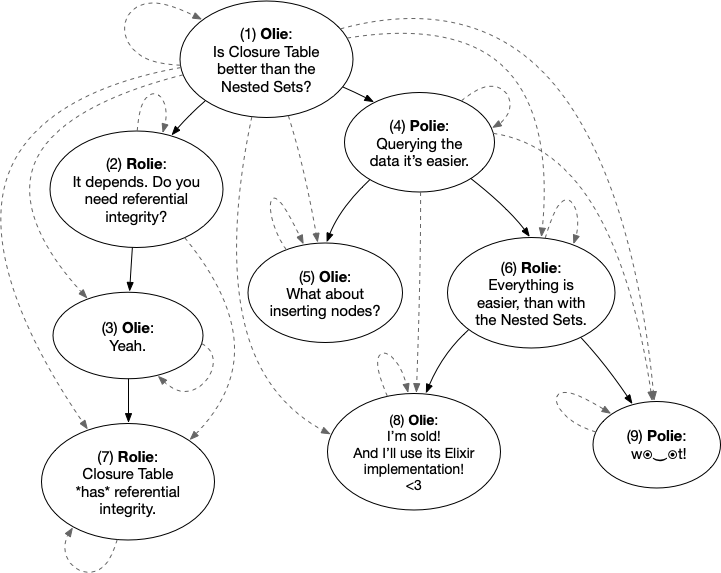 (1) Olie:
Is Closure Table
better than the
Nested Sets?
(2) Rolie:
It depends. Do you
need referential
integrity?
(4) Polie:
Querying the
data it's easier.
(3) Olie:
Yeah.
(5) Olie:
What about
inserting nodes?
(6) Rolie:
Everything is
easier, than with
the Nested Sets.
(7) Rolie:
Closure Table
*has* referential
integrity.
(8) Olie:
I'm sold!
And I'll use its Elixir
implementation!
<3
(9) Polie:
w◉‿◉t!